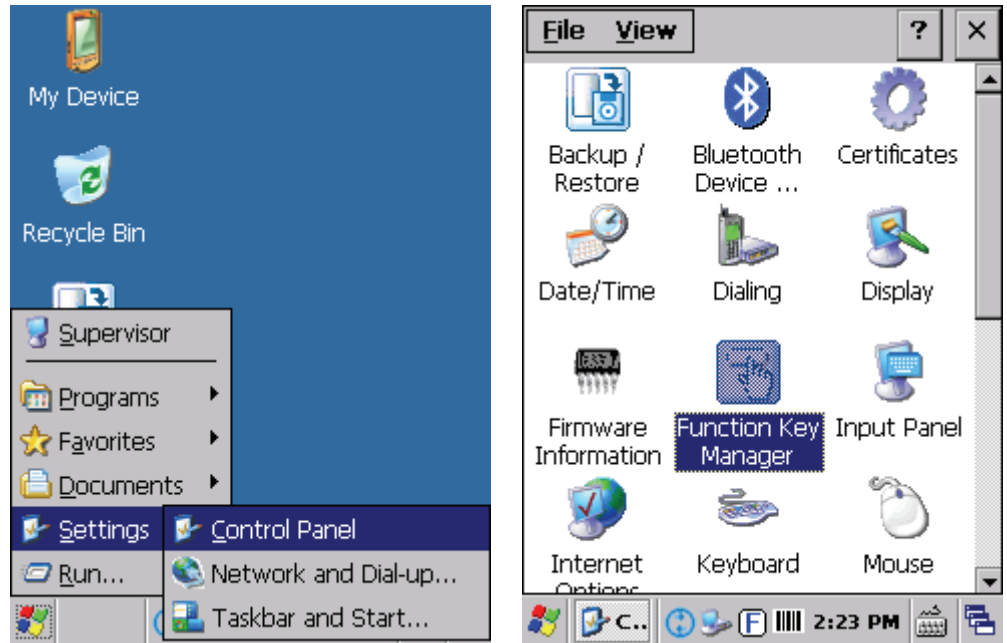 My Device
Recycle Bin
Supervisor
Programs
Favorites
Documents
Settings
Run...
Control Panel
Network and Dial-up...
Taskbar and Start...
File View ? ×
Backup /
Restore
Bluetooth
Device ...
Certificates
Date/Time
Dialing
Display
Firmware
Information
Function Key
Manager
Input Panel
Internet
Options
Keyboard
Mouse
C.. F 2:23 PM